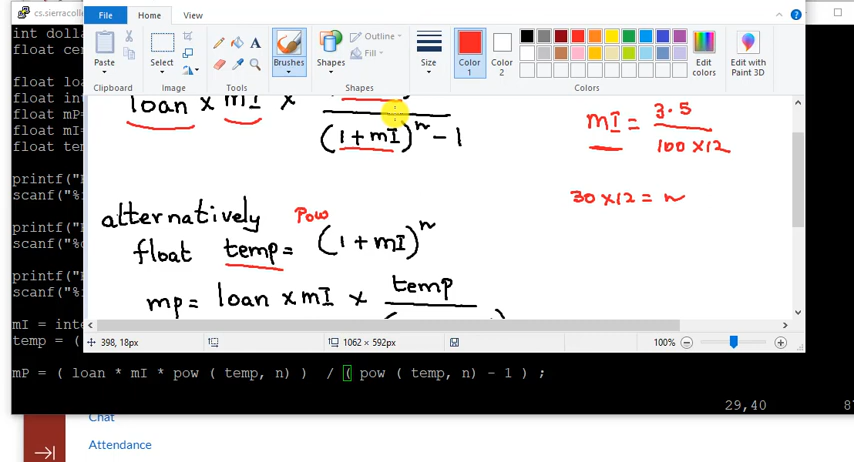 cs.sierracolle
File Home View
int dolla
float cen
Paste
Select
Brushes
Shapes
Outline
Fill
Size
Color 1
Color 2
Edit colors
Edit with Paint 3D
Clipboard Image Tools Shapes Colors
float loa
float int
float mP=
float mI=
float tem
loan x mI x
(1 + mI)^n - 1
mI = 3.5
100 x 12
30 x 12 = n
printf("
scanf("%i
alternatively
Pow
float temp = (1 + mI)^n
printf("
scanf("%
printf("
scanf("%
mp = loan x mI x temp
mI = inte
temp = (
398, 18px
1062 × 592px
100%
mP = ( loan * mI * pow ( temp, n) ) / ( pow ( temp, n) - 1 ) ;
29,40
Chat
Attendance